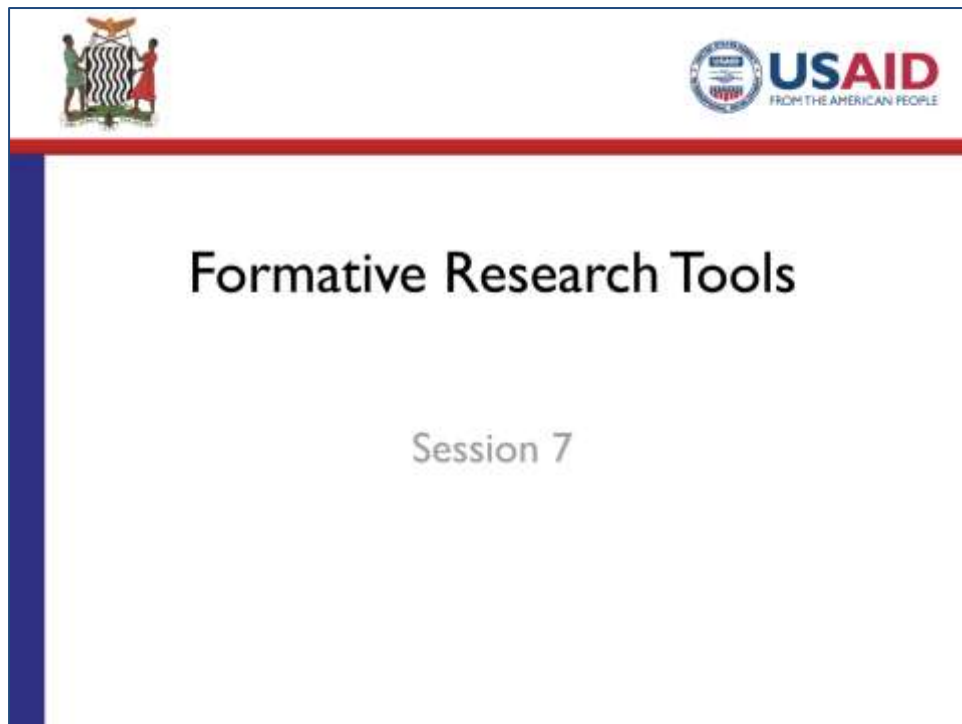 USAID
FROM THE AMERICAN PEOPLE
Formative Research Tools
Session 7